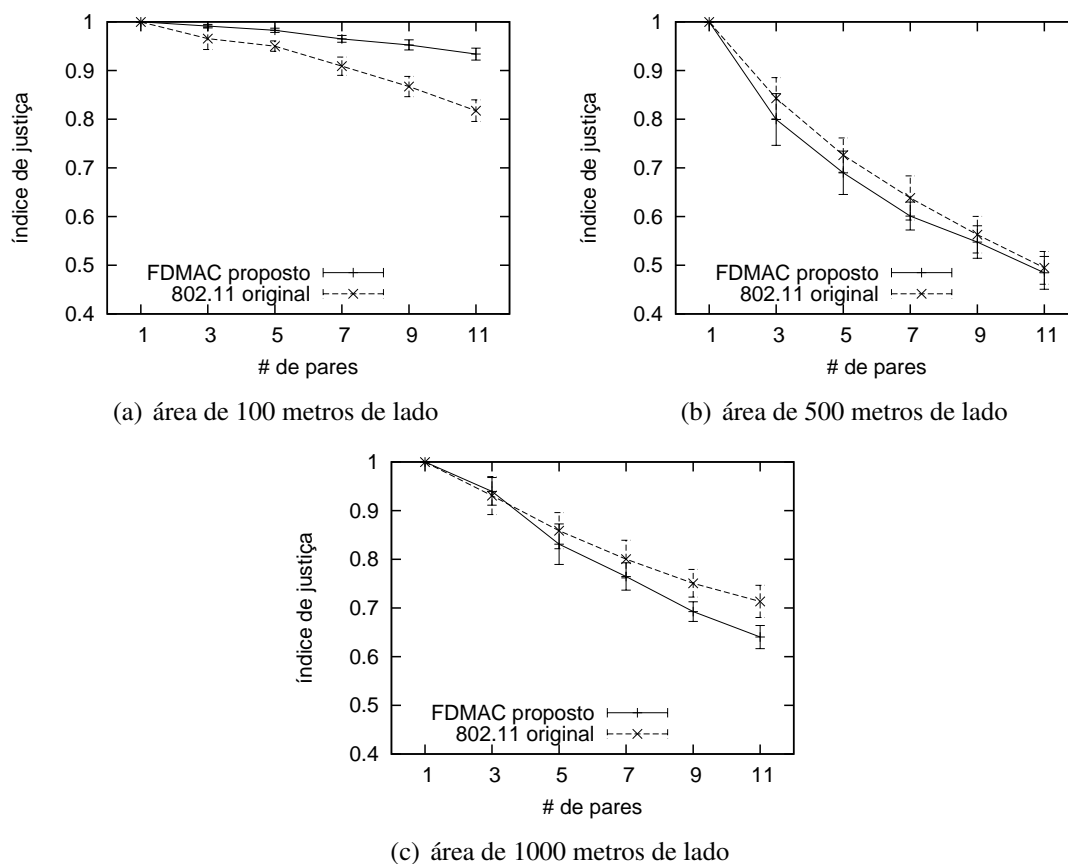 1
0.9
0.8
0.7
0.6
0.5
0.4
índice de justiça
FDMAC proposto
802.11 original
1 3 5 7 9 11
# de pares
(a) área de 100 metros de lado
1
0.9
0.8
0.7
0.6
0.5
0.4
índice de justiça
FDMAC proposto
802.11 original
1 3 5 7 9 11
# de pares
(b) área de 500 metros de lado
1
0.9
0.8
0.7
0.6
0.5
0.4
índice de justiça
FDMAC proposto
802.11 original
1 3 5 7 9 11
# de pares
(c) área de 1000 metros de lado